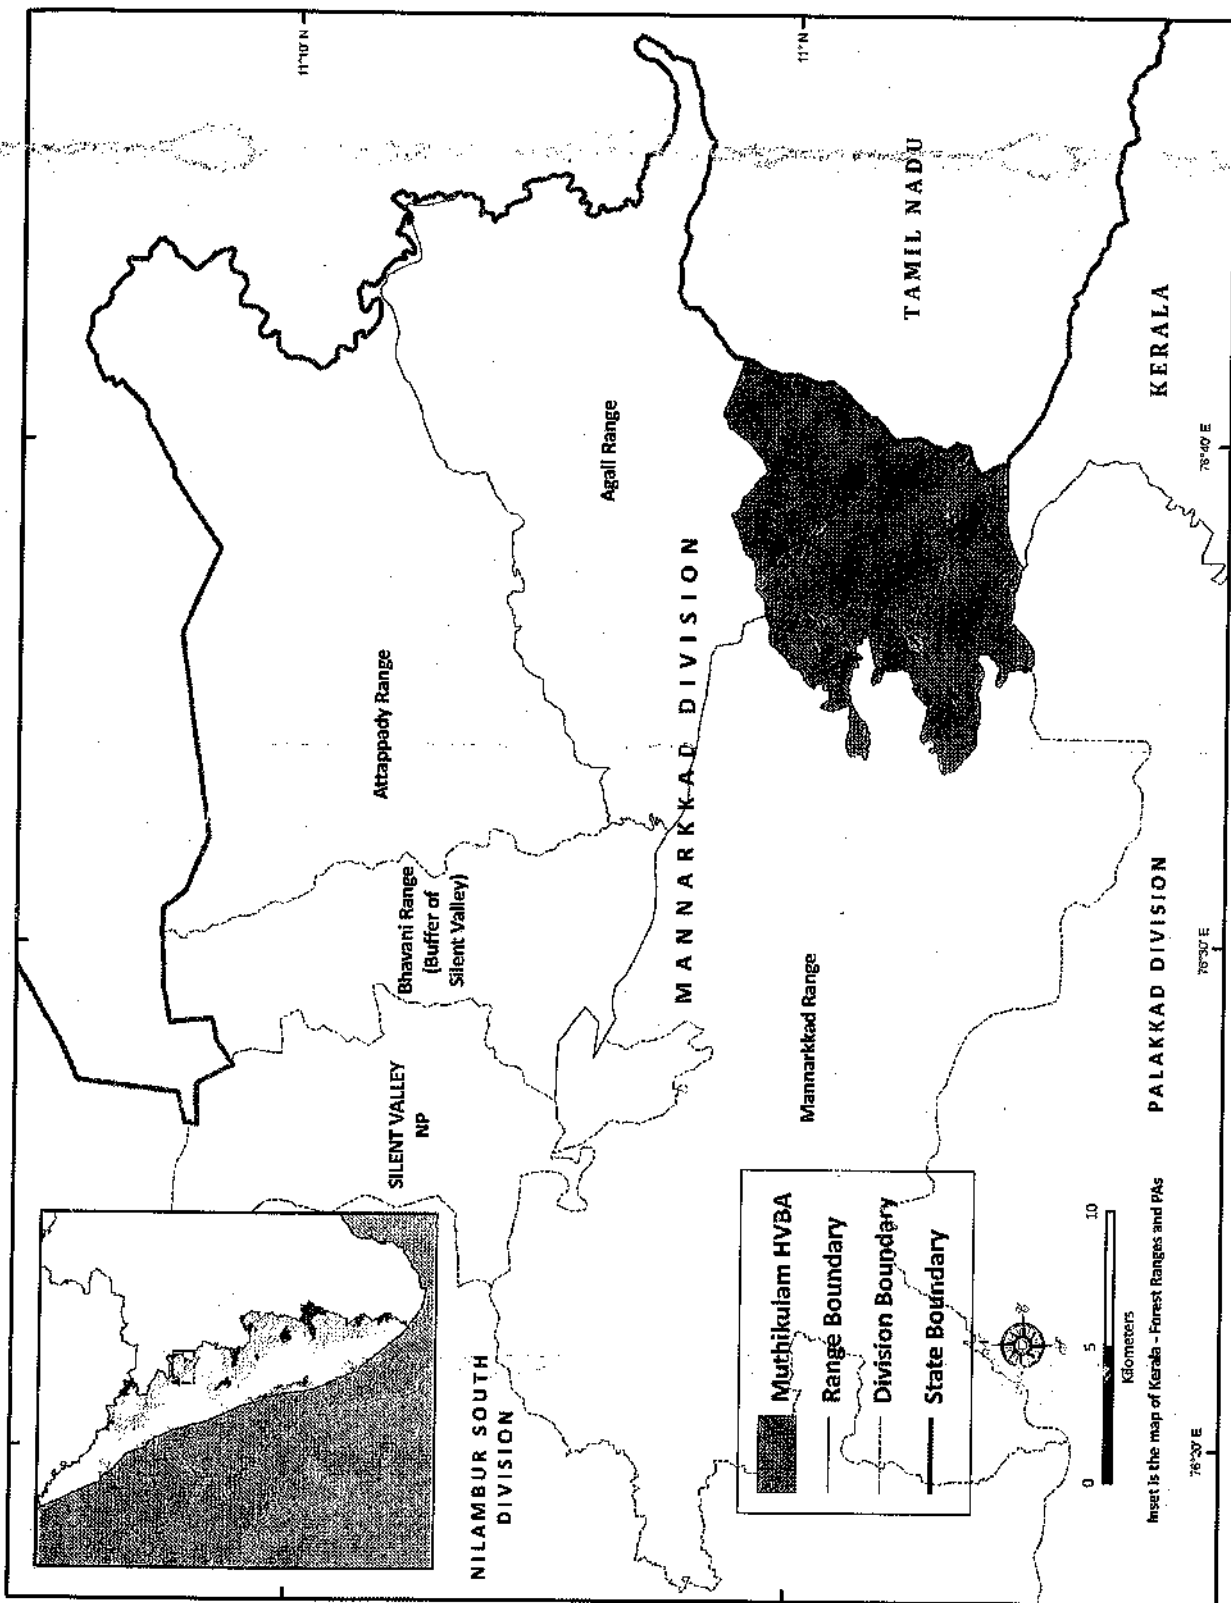 11°10' N
11° N
TAMIL NADU
KERALA
Agali Range
Attappady Range
MANNARKKAD DIVISION
Bhavani Range
(Buffer of
Silent Valley)
SILENT VALLEY
NP
Mannarkkad Range
PALAKKAD DIVISION
NILAMBUR SOUTH
DIVISION
Muthikulam HVBA
Range Boundary
Division Boundary
State Boundary
0 5 10
Kilometers
Inset is the map of Kerala - Forest Ranges and PAs
76°20' E
76°30' E
76°40' E